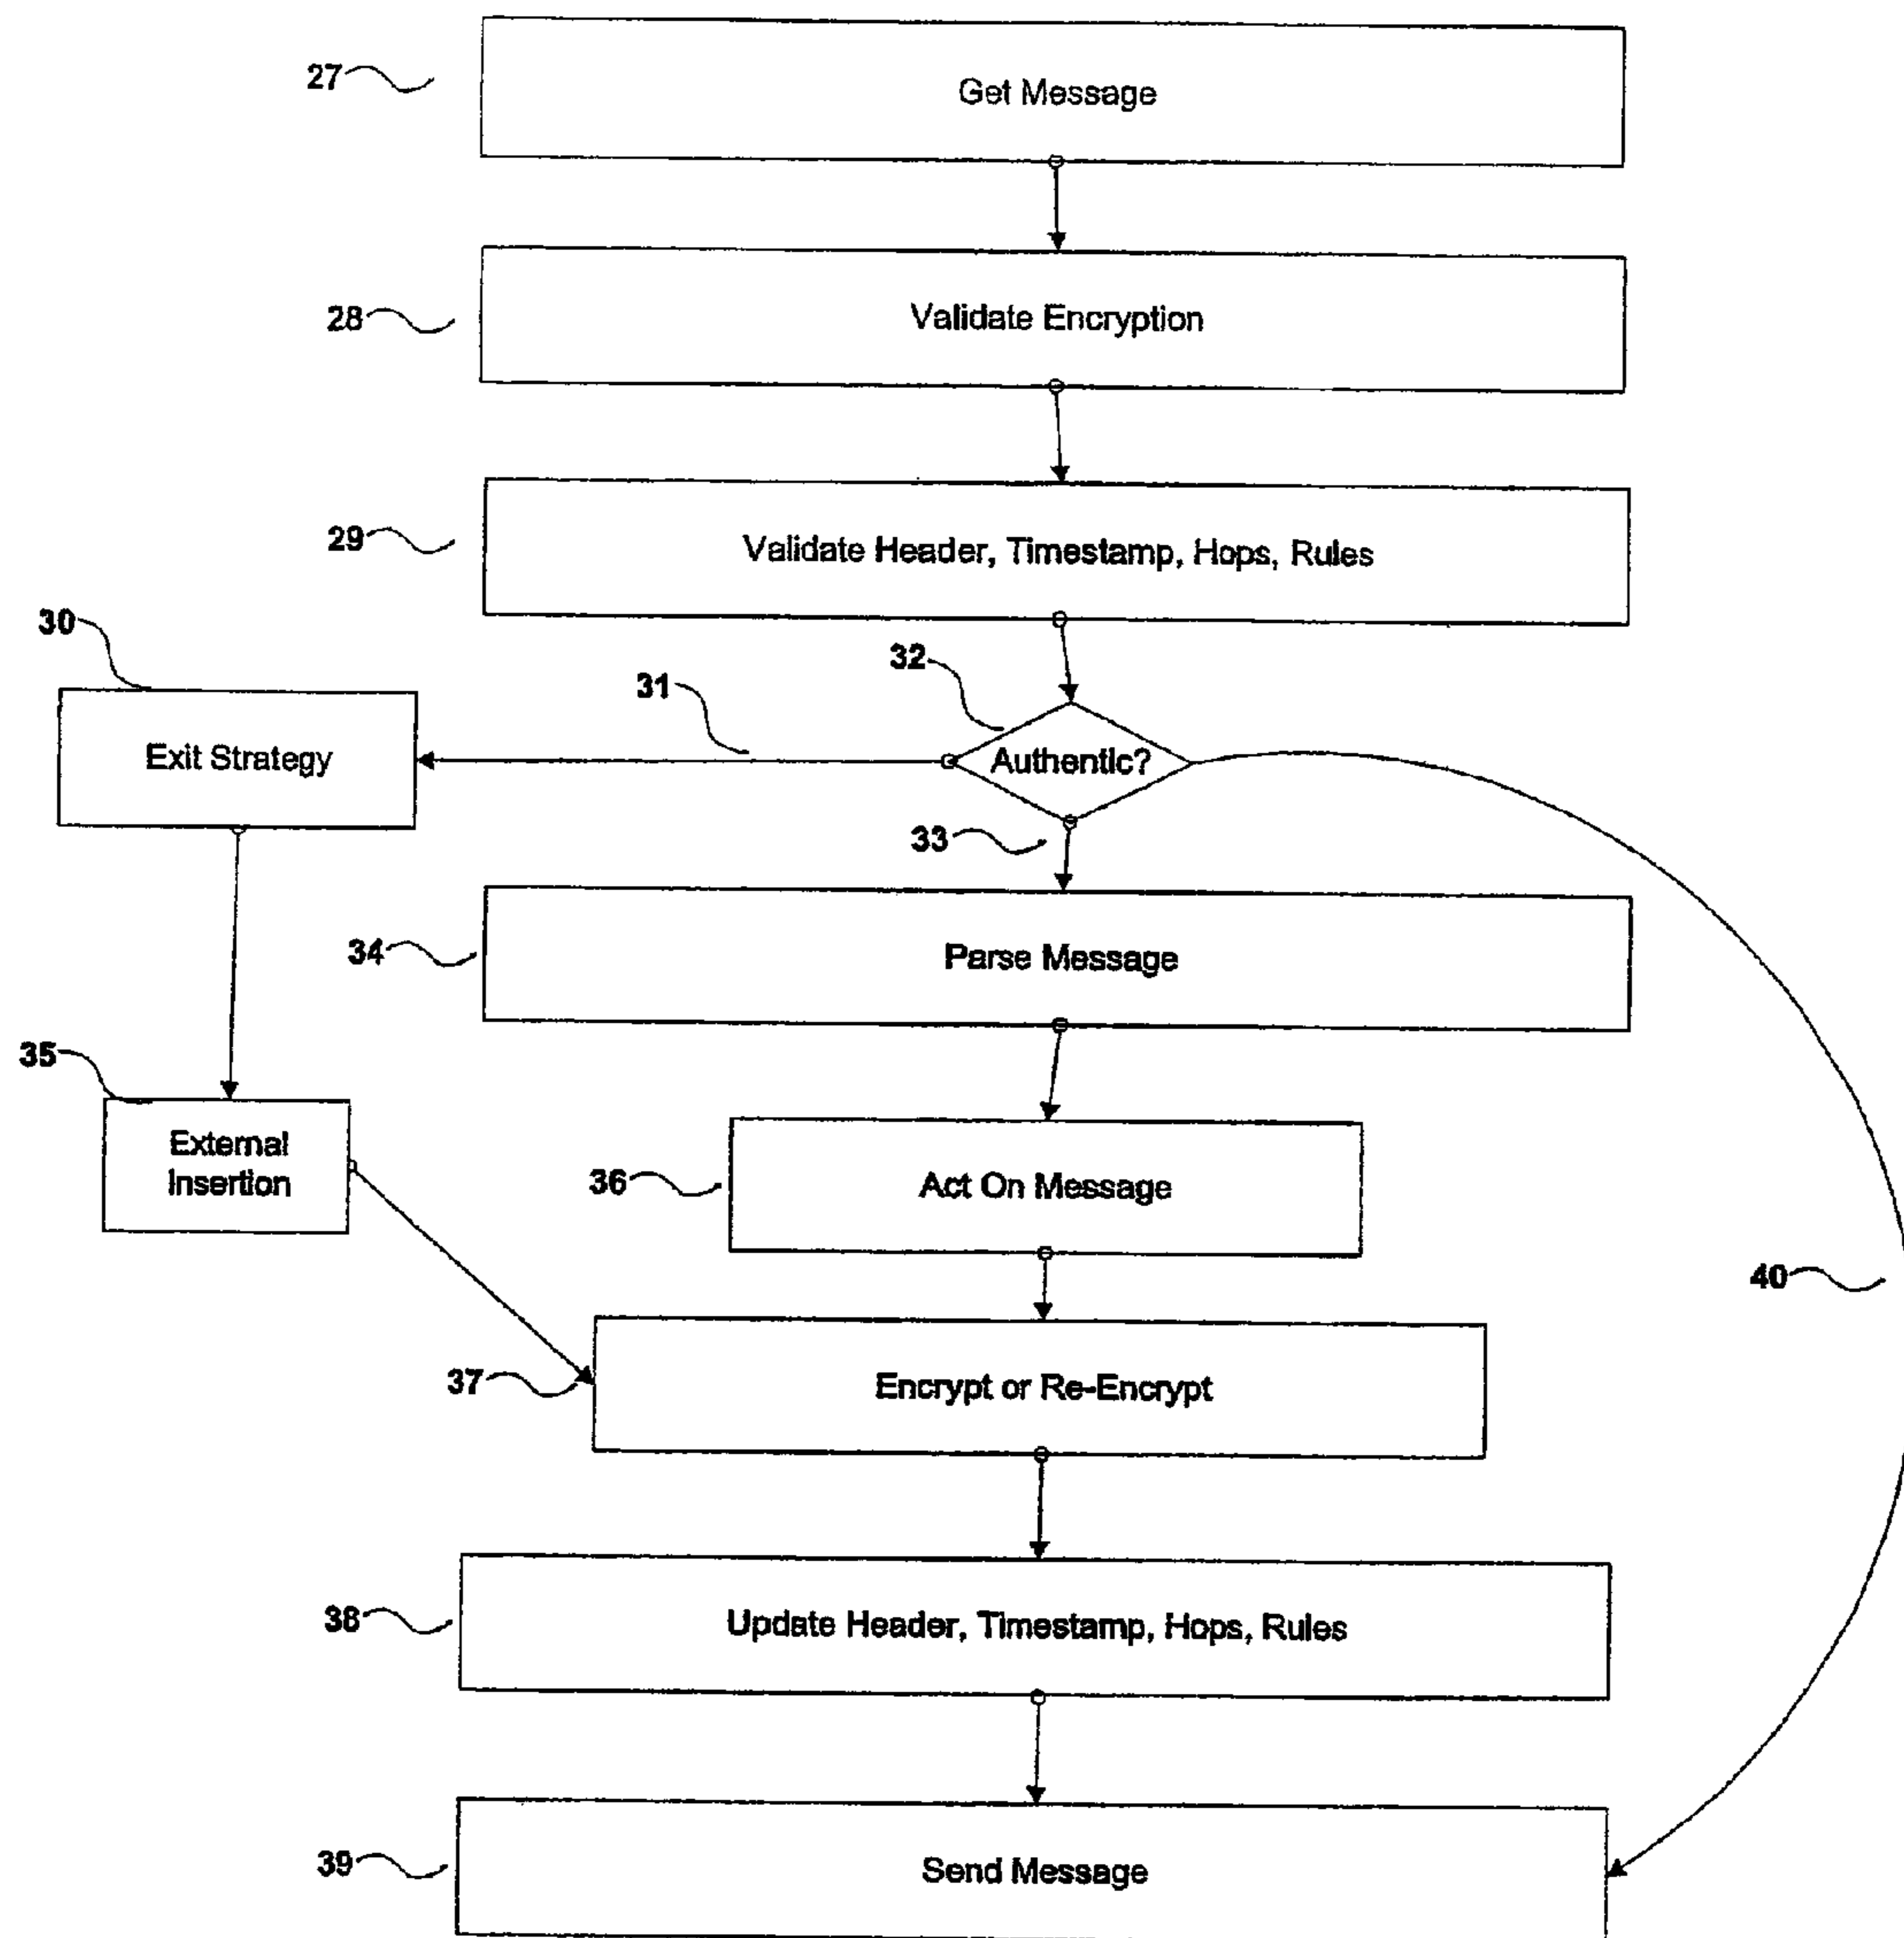 27
Get Message
28
Validate Encryption
29
Validate Header, Timestamp, Hops, Rules
30
31
32
Exit Strategy
Authentic?
33
34
Parse Message
35
External
Insertion
36
Act On Message
40
37
Encrypt or Re-Encrypt
38
Update Header, Timestamp, Hops, Rules
39
Send Message